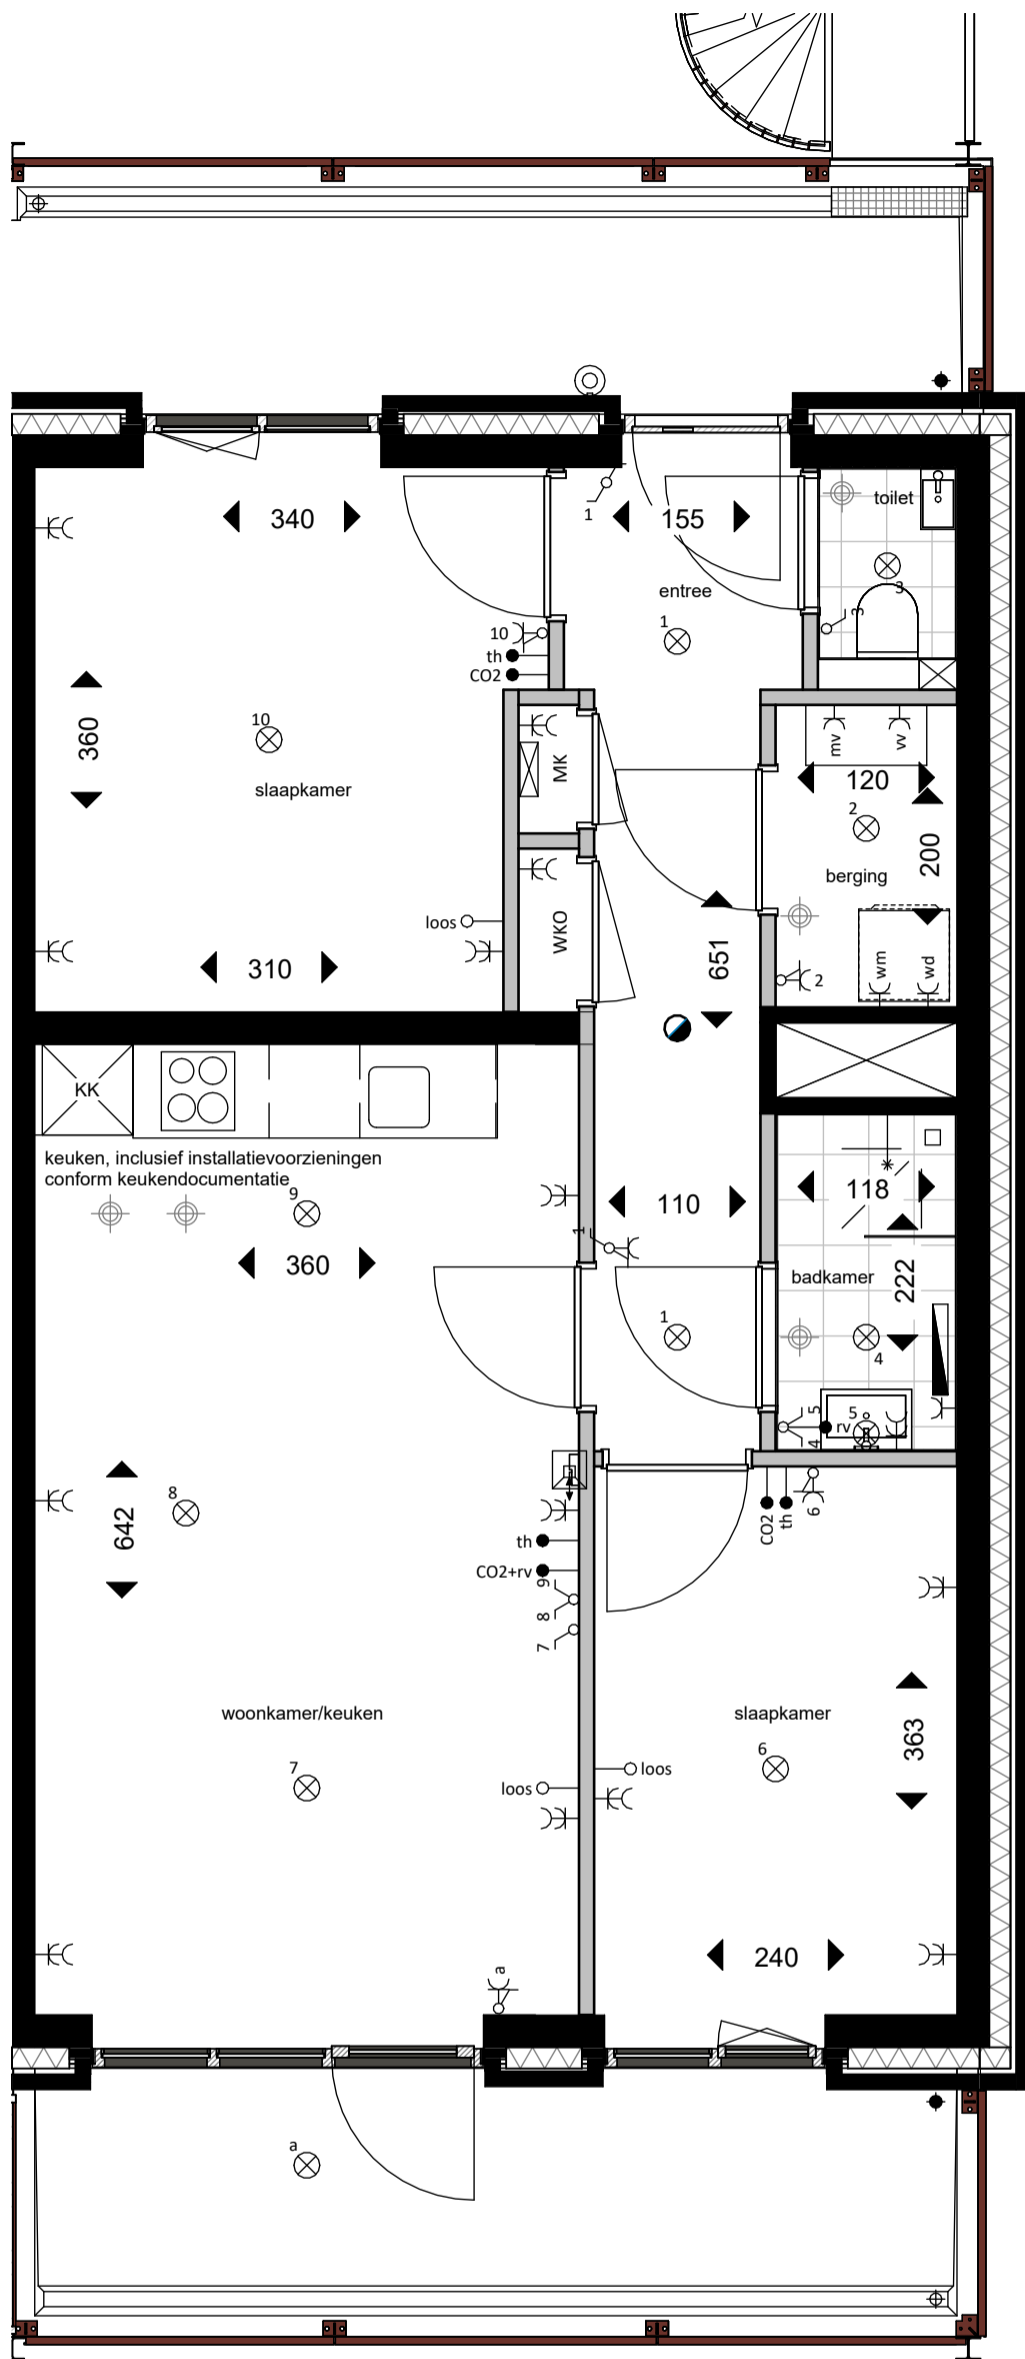 toilet
340
1
155
3
entree
3
10
1
th
CO2
360
10
MK
mv
vv
120
slaapkamer
2
200
berging
loos
WKO
651
wm
wd
310
2
KK
keuken, inclusief installatievoorzieningen
conform keukendocumentatie
9
118
110
1
360
badkamer
222
1
4
5
5
rv
4
642
8
CO2
th
6
th
CO2+rv
9
8
7
woonkamer/keuken
slaapkamer
363
6
7
loos
loos
240
a
a